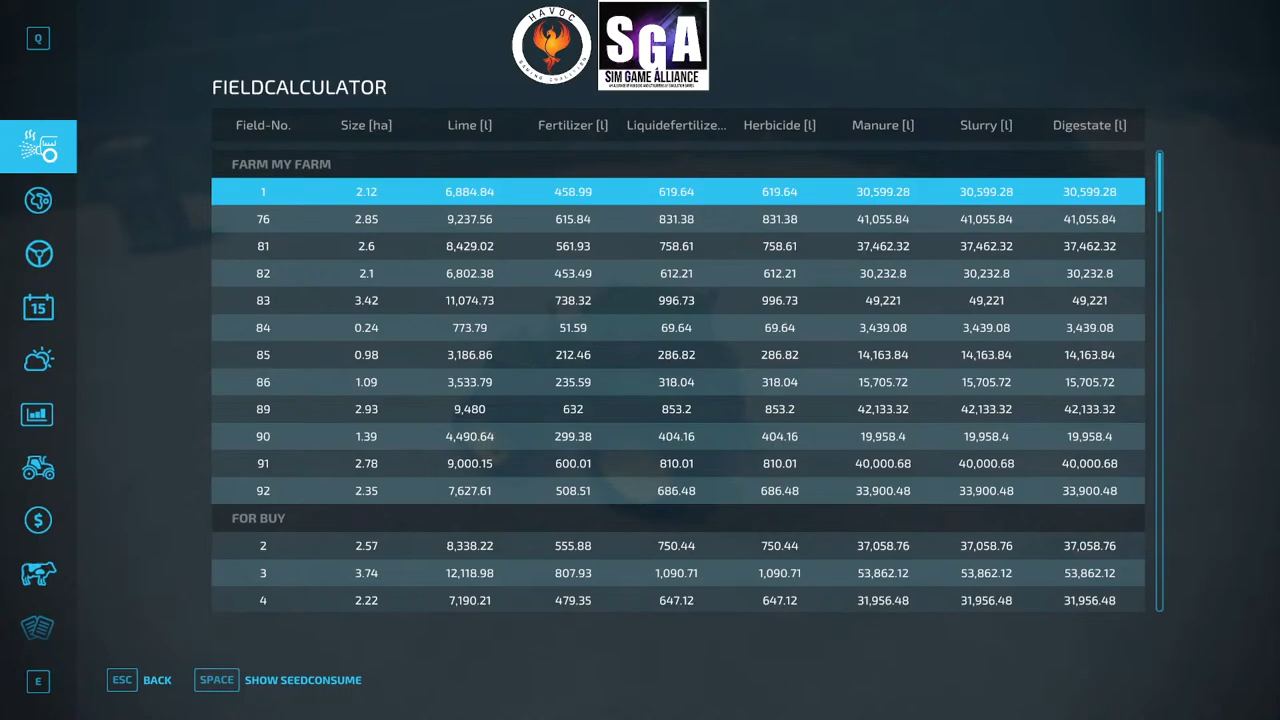 Q
HAVOC
GAMING COALITION
SGA
SIM GAME ALLIANCE
FIELDCALCULATOR
Field-No. Size [ha] Lime [l] Fertilizer [l] Liquidefertilize... Herbicide [l] Manure [l] Slurry [l] Digestate [l]
FARM MY FARM
1 2.12 6,884.84 458.99 619.64 619.64 30,599.28 30,599.28 30,599.28
76 2.85 9,237.56 615.84 831.38 831.38 41,055.84 41,055.84 41,055.84
81 2.6 8,429.02 561.93 758.61 758.61 37,462.32 37,462.32 37,462.32
82 2.1 6,802.38 453.49 612.21 612.21 30,232.8 30,232.8 30,232.8
83 3.42 11,074.73 738.32 996.73 996.73 49,221 49,221 49,221
84 0.24 773.79 51.59 69.64 69.64 3,439.08 3,439.08 3,439.08
85 0.98 3,186.86 212.46 286.82 286.82 14,163.84 14,163.84 14,163.84
86 1.09 3,533.79 235.59 318.04 318.04 15,705.72 15,705.72 15,705.72
89 2.93 9,480 632 853.2 853.2 42,133.32 42,133.32 42,133.32
90 1.39 4,490.64 299.38 404.16 404.16 19,958.4 19,958.4 19,958.4
91 2.78 9,000.15 600.01 810.01 810.01 40,000.68 40,000.68 40,000.68
92 2.35 7,627.61 508.51 686.48 686.48 33,900.48 33,900.48 33,900.48
FOR BUY
2 2.57 8,338.22 555.88 750.44 750.44 37,058.76 37,058.76 37,058.76
3 3.74 12,118.98 807.93 1,090.71 1,090.71 53,862.12 53,862.12 53,862.12
4 2.22 7,190.21 479.35 647.12 647.12 31,956.48 31,956.48 31,956.48
15
$
E
ESC BACK SPACE SHOW SEEDCONSUME